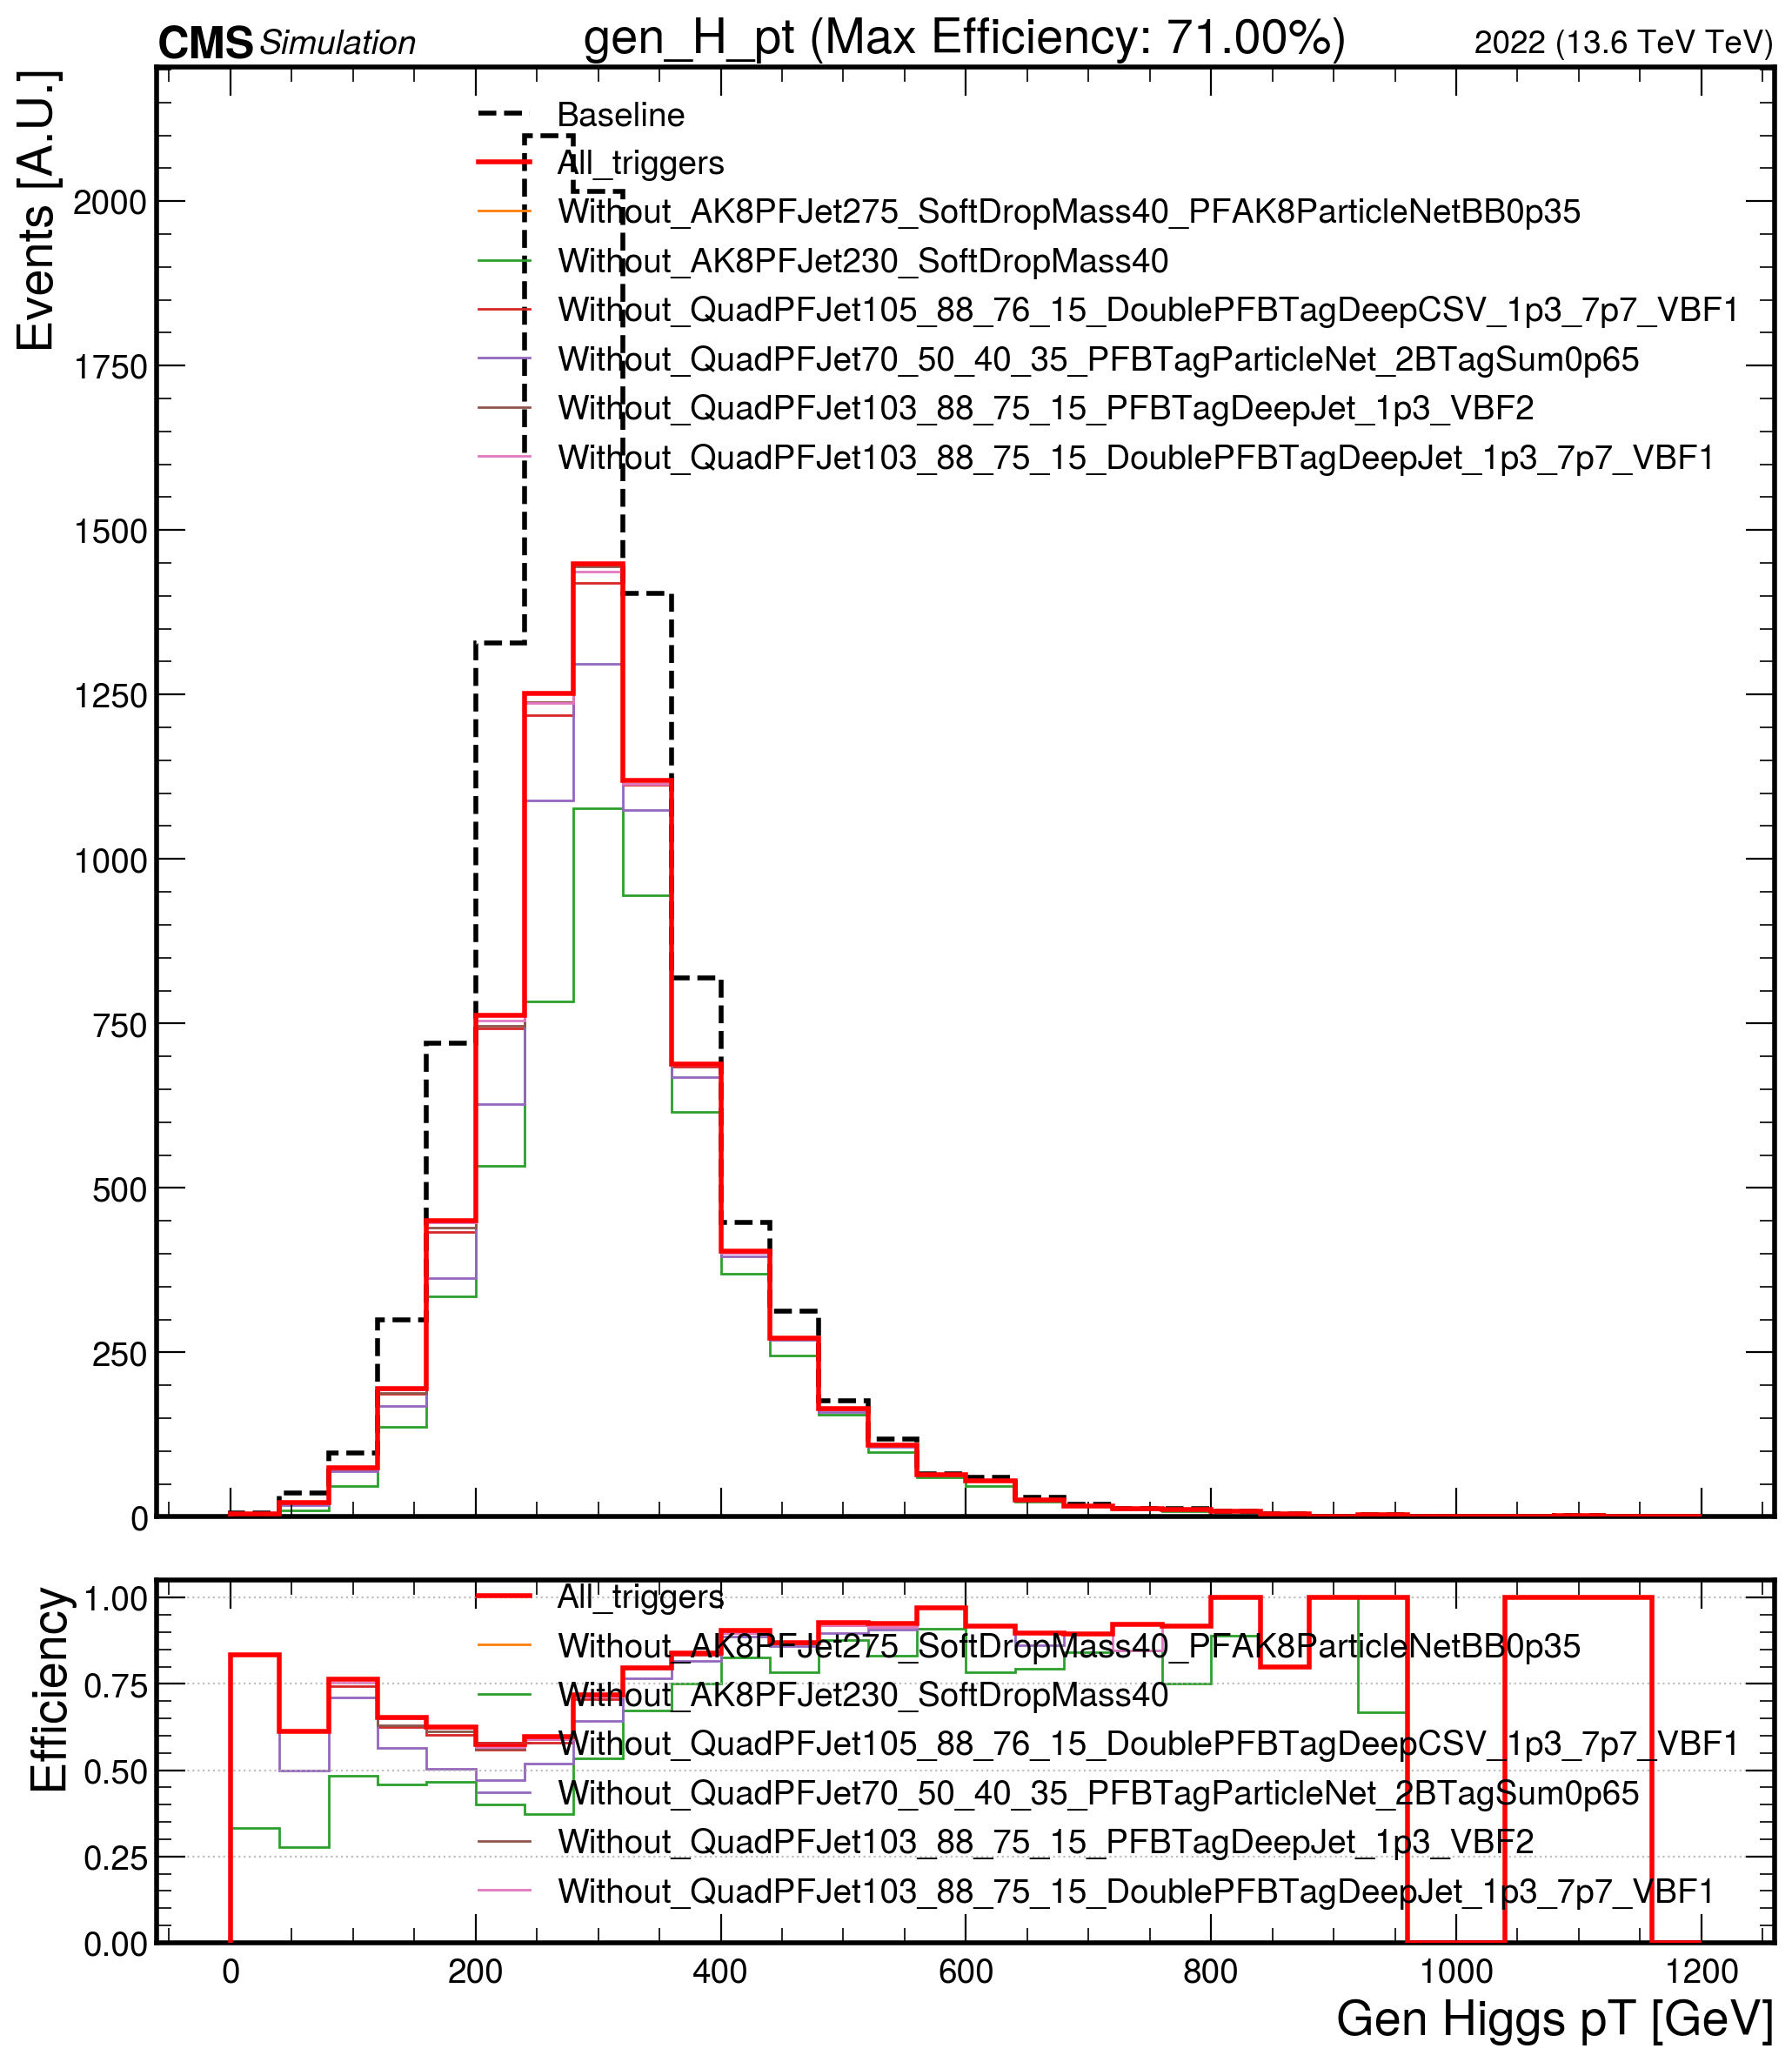 CMS Simulation gen_H_pt (Max Efficiency: 71.00%) 2022 (13.6 TeV TeV)
Events [A.U.]
Baseline
All_triggers
Without_AK8PFJet275_SoftDropMass40_PFAK8ParticleNetBB0p35
Without_AK8PFJet230_SoftDropMass40
Without_QuadPFJet105_88_76_15_DoublePFBTagDeepCSV_1p3_7p7_VBF1
Without_QuadPFJet70_50_40_35_PFBTagParticleNet_2BTagSum0p65
Without_QuadPFJet103_88_75_15_PFBTagDeepJet_1p3_VBF2
Without_QuadPFJet103_88_75_15_DoublePFBTagDeepJet_1p3_7p7_VBF1
2000
1750
1500
1250
1000
750
500
250
0
Efficiency
All_triggers
Without_AK8PFJet275_SoftDropMass40_PFAK8ParticleNetBB0p35
Without_AK8PFJet230_SoftDropMass40
Without_QuadPFJet105_88_76_15_DoublePFBTagDeepCSV_1p3_7p7_VBF1
Without_QuadPFJet70_50_40_35_PFBTagParticleNet_2BTagSum0p65
Without_QuadPFJet103_88_75_15_PFBTagDeepJet_1p3_VBF2
Without_QuadPFJet103_88_75_15_DoublePFBTagDeepJet_1p3_7p7_VBF1
1.00
0.75
0.50
0.25
0.00
0 200 400 600 800 1000 1200
Gen Higgs pT [GeV]